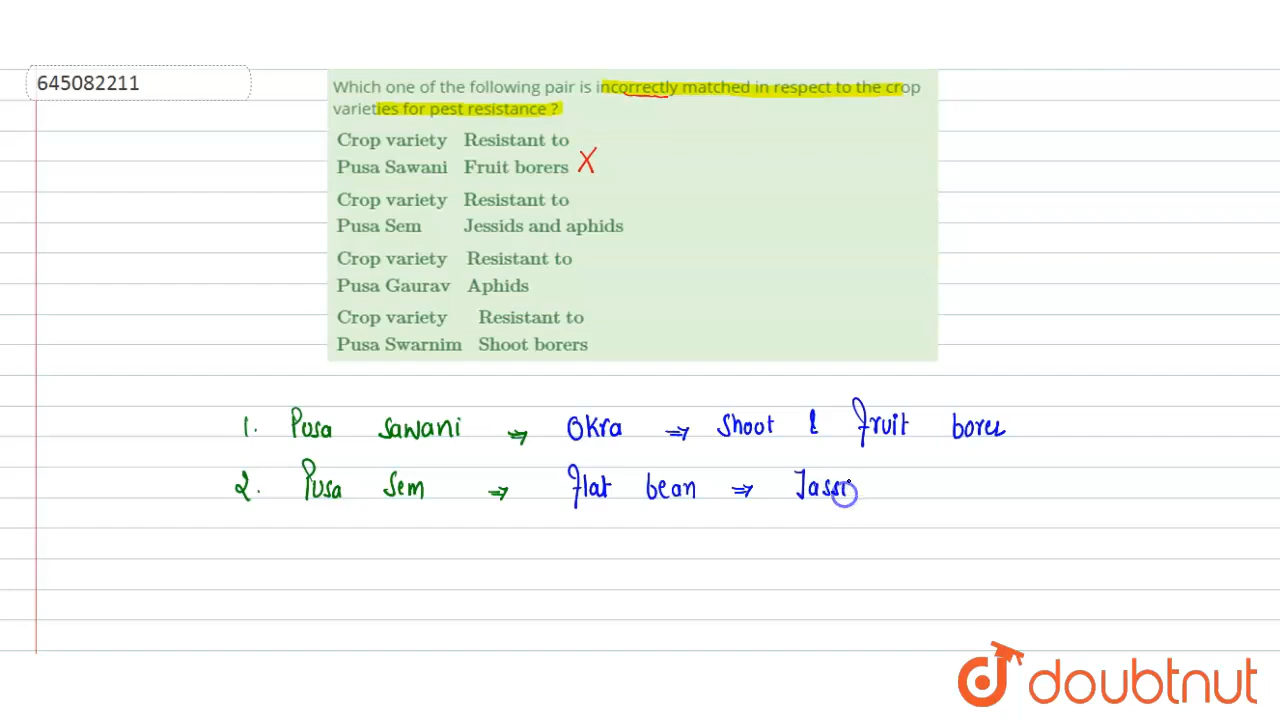 645082211
Which one of the following pair is incorrectly matched in respect to the crop
varieties for pest resistance ?
Crop variety Resistant to
Pusa Sawani Fruit borers X
Crop variety Resistant to
Pusa Sem Jessids and aphids
Crop variety Resistant to
Pusa Gaurav Aphids
Crop variety Resistant to
Pusa Swarnim Shoot borers
1. Pusa Sawani ⇒ Okra ⇒ Shoot & Fruit borer
2. Pusa Sem ⇒ Flat bean ⇒ Jassi
doubtnut